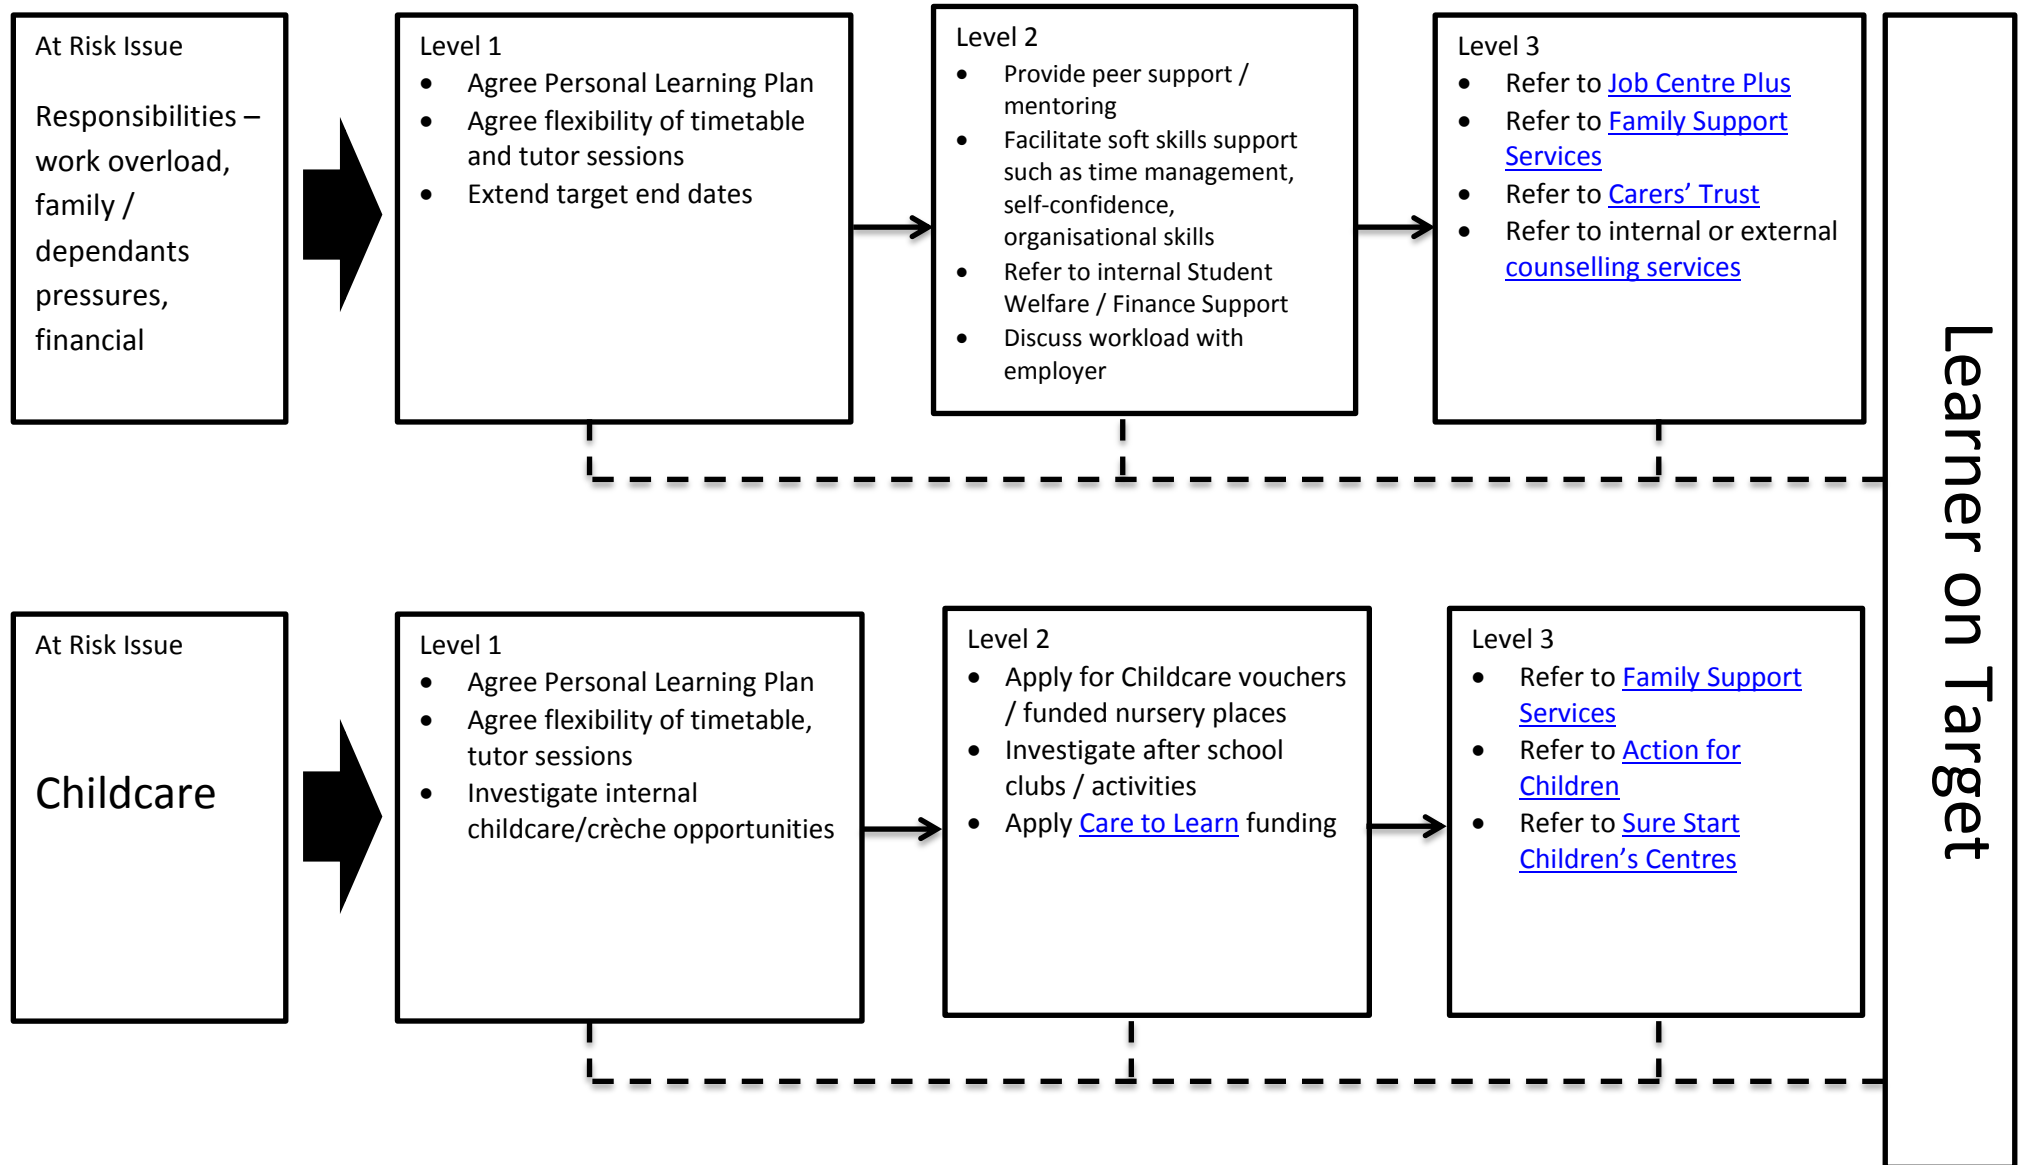 At Risk Issue
Responsibilities –
work overload,
family /
dependants
pressures,
financial
Level 1
• Agree Personal Learning Plan
• Agree flexibility of timetable
and tutor sessions
• Extend target end dates
Level 2
• Provide peer support /
mentoring
• Facilitate soft skills support
such as time management,
self-confidence,
organisational skills
• Refer to internal Student
Welfare / Finance Support
• Discuss workload with
employer
Level 3
• Refer to Job Centre Plus
• Refer to Family Support
Services
• Refer to Carers’ Trust
• Refer to internal or external
counselling services
At Risk Issue
Childcare
Level 1
• Agree Personal Learning Plan
• Agree flexibility of timetable,
tutor sessions
• Investigate internal
childcare/crèche opportunities
Level 2
• Apply for Childcare vouchers
/ funded nursery places
• Investigate after school
clubs / activities
• Apply Care to Learn funding
Level 3
• Refer to Family Support
Services
• Refer to Action for
Children
• Refer to Sure Start
Children’s Centres
Learner on Target